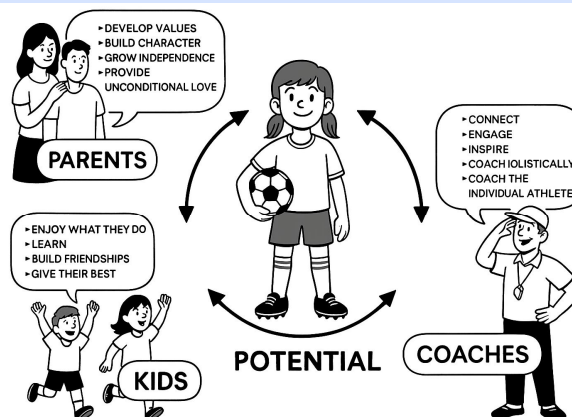 ►DEVELOP VALUES
►BUILD CHARACTER
►GROW INDEPENDENCE
►PROVIDE
UNCONDITIONAL LOVE
PARENTS
►CONNECT
►ENGAGE
►INSPIRE
►COACH IOLISTICALLY
►COACH THE
INDIVIDUAL ATHLETE
►ENJOY WHAT THEY DO
►LEARN
►BUILD FRIENDSHIPS
►GIVE THEIR BEST
KIDS
POTENTIAL
COACHES